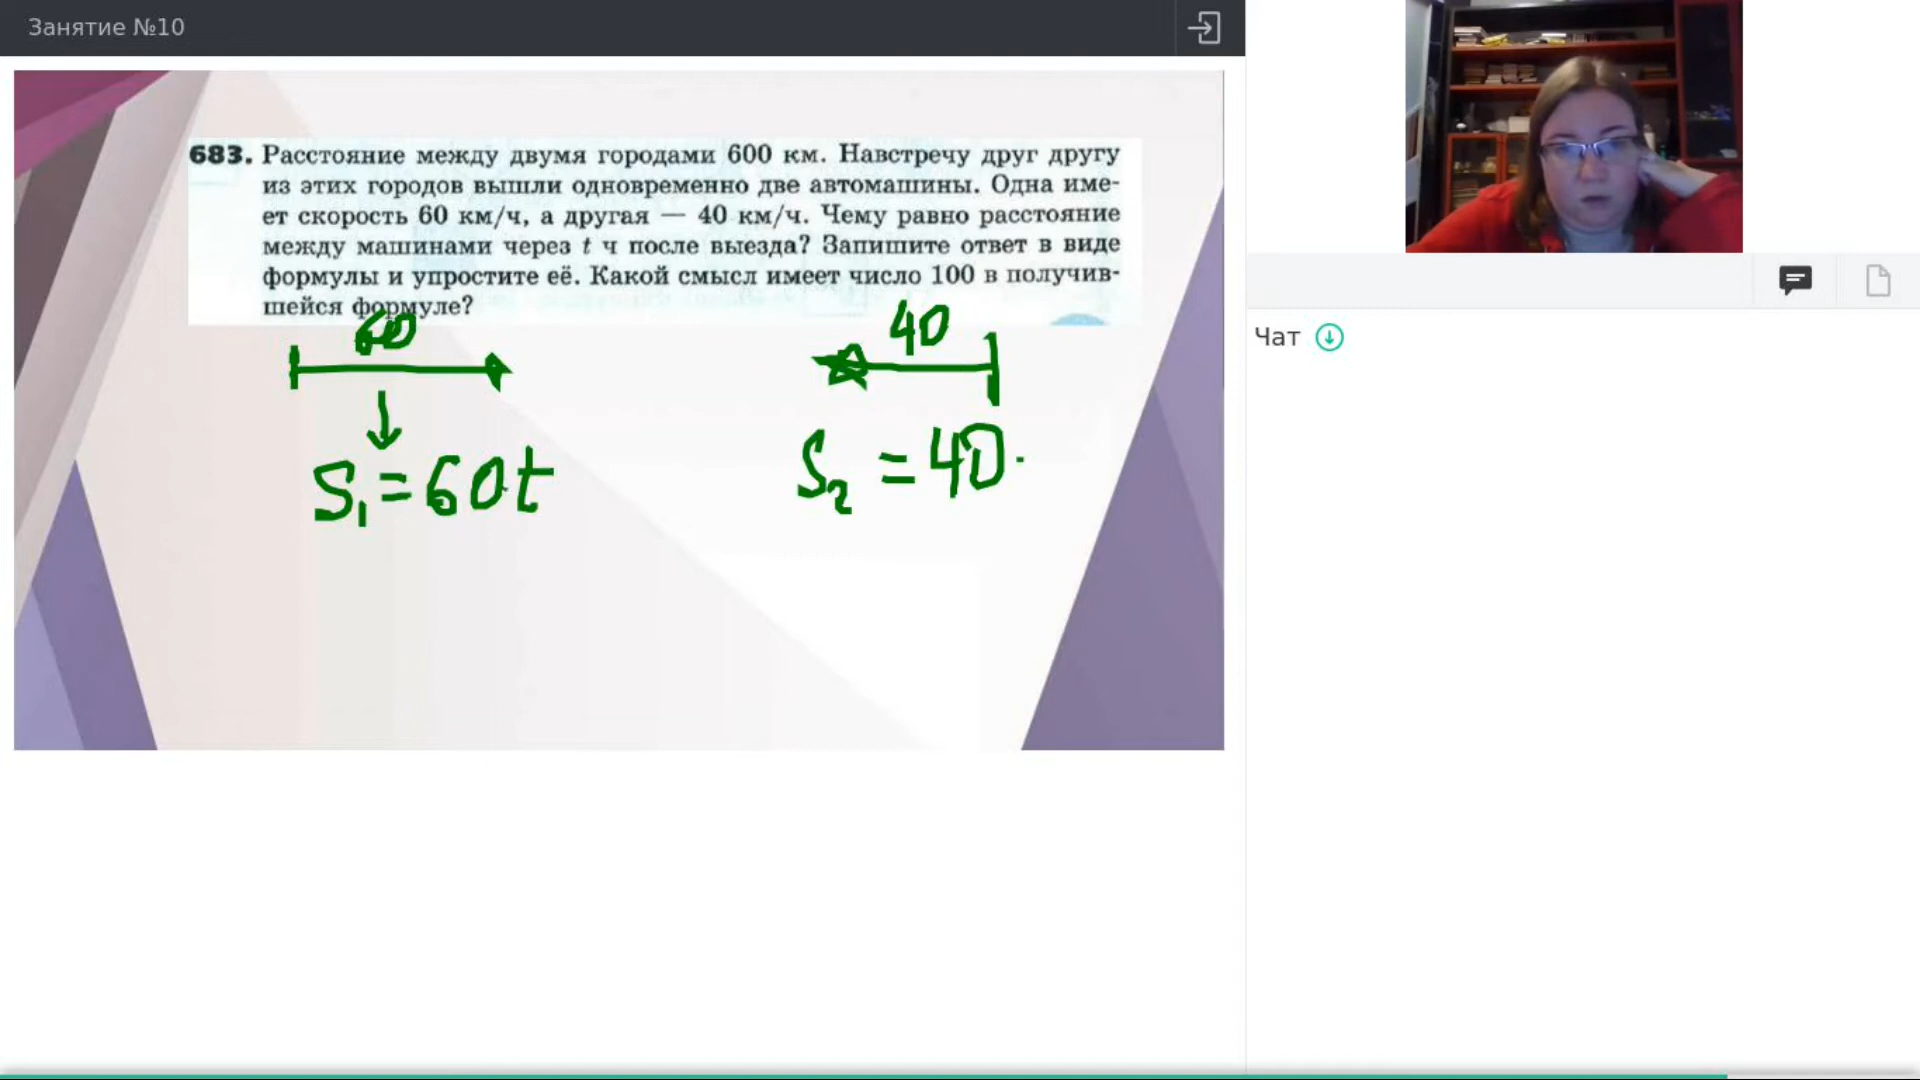 Занятие №10
683. Расстояние между двумя городами 600 км. Навстречу друг другу
из этих городов вышли одновременно две автомашины. Одна име-
ет скорость 60 км/ч, а другая — 40 км/ч. Чему равно расстояние
между машинами через t ч после выезда? Запишите ответ в виде
формулы и упростите её. Какой смысл имеет число 100 в получив-
шейся формуле?
60
40
S₁=60t
S₂ =40·
Чат